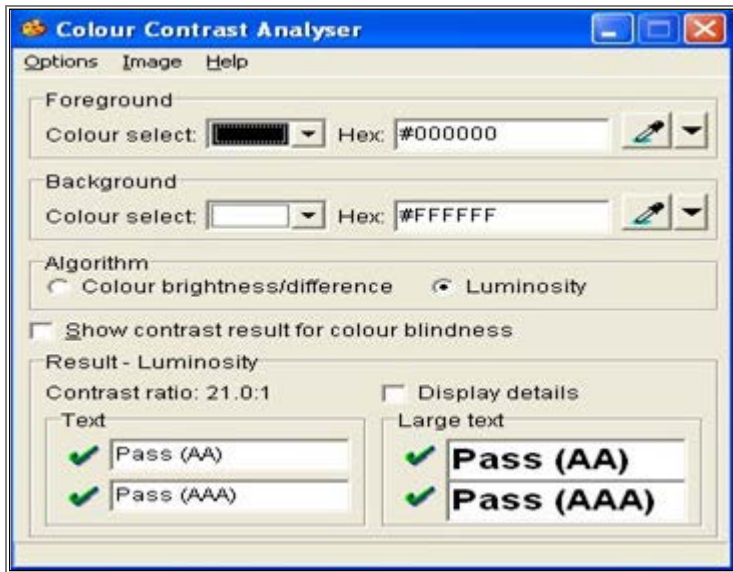 Colour Contrast Analyser
Options Image Help
Foreground
Colour select: Hex: #000000
Background
Colour select: Hex: #FFFFFF
Algorithm
Colour brightness/difference Luminosity
Show contrast result for colour blindness
Result - Luminosity
Contrast ratio: 21.0:1 Display details
Text Large text
Pass (AA) Pass (AA)
Pass (AAA) Pass (AAA)